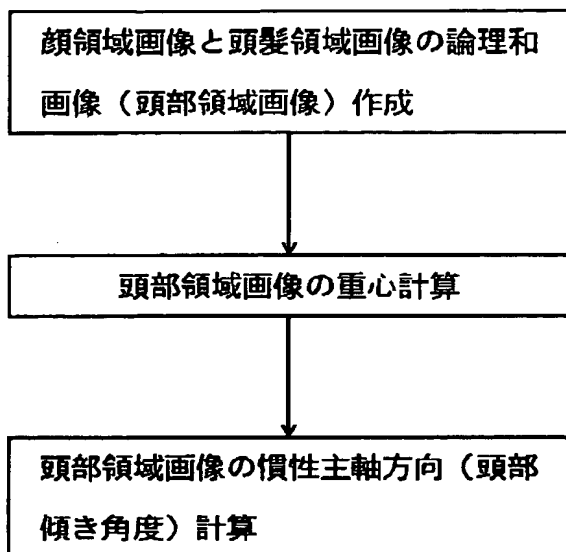 顔領域画像と頭髪領域画像の論理和
画像（頭部領域画像）作成
頭部領域画像の重心計算
頭部領域画像の慣性主軸方向（頭部
傾き角度）計算